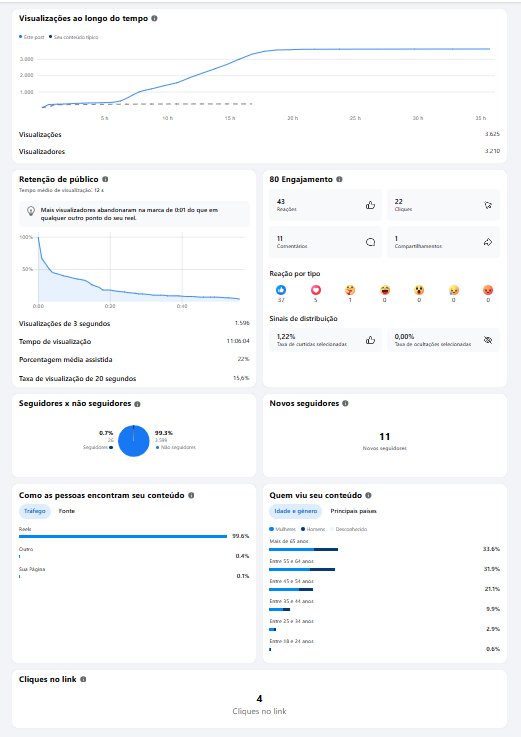 Visualizações ao longo do tempo
Este post
Seu conteúdo típico
3.000
2.000
1.000
5 h
10 h
15 h
20 h
25 h
30 h
35 h
Visualizações 3.625
Visualizadores 3.210
Retenção de público
Tempo médio de visualização: 12 s
Mais visualizadores abandonaram na marca de 0:01 do que em
qualquer outro ponto do seu reel.
100%
50%
0:00
0:20
0:40
Visualizações de 3 segundos 1.596
Tempo de visualização 11:06:04
Porcentagem média assistida 22%
Taxa de visualização de 20 segundos 15,6%
80 Engajamento
43
Reações
22
Cliques
11
Comentários
1
Compartilhamentos
Reação por tipo
37 5 1 0 0 0 0
Sinais de distribuição
1,22%
Taxa de curtidas selecionadas
0,00%
Taxa de ocultações selecionadas
Seguidores x não seguidores
0.7%
26
Seguidores
99.3%
3.599
Não seguidores
Novos seguidores
11
Novos seguidores
Como as pessoas encontram seu conteúdo
Tráfego
Fonte
Reels
99.6%
Outro
0.4%
Sua Página
0.1%
Quem viu seu conteúdo
Idade e gênero
Principais países
Mulheres
Homens
Desconhecido
Mais de 65 anos
33.6%
Entre 55 e 64 anos
31.9%
Entre 45 e 54 anos
21.1%
Entre 35 e 44 anos
9.9%
Entre 25 e 34 anos
2.9%
Entre 18 e 24 anos
0.6%
Cliques no link
4
Cliques no link